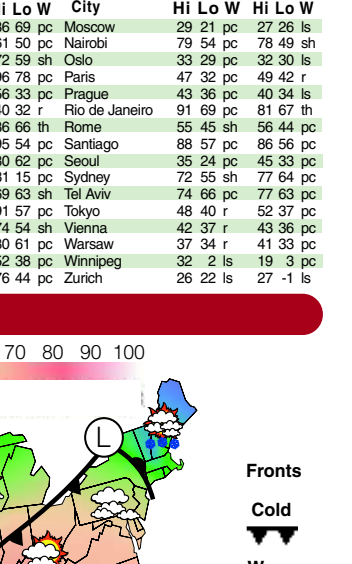 Hi Lo W City Hi Lo W Hi Lo W
69 pc Moscow 29 21 pc 27 26 ls
50 pc Nairobi 79 54 pc 78 49 sh
59 sh Oslo 33 29 pc 32 30 ls
78 pc Paris 47 32 pc 49 42 r
33 pc Prague 43 36 pc 40 34 ls
32 r Rio de Janeiro 91 69 pc 81 67 th
66 th Rome 55 45 sh 56 44 pc
54 pc Santiago 88 57 pc 86 56 pc
62 pc Seoul 35 24 pc 45 33 pc
15 pc Sydney 72 55 sh 77 64 pc
63 sh Tel Aviv 74 66 pc 77 63 pc
57 pc Tokyo 48 40 r 52 37 pc
54 sh Vienna 42 37 r 43 36 pc
61 pc Warsaw 37 34 r 41 33 pc
38 pc Winnipeg 32 2 ls 19 3 pc
44 pc Zurich 26 22 ls 27 -1 ls
70 80 90 100
L
Fronts
Cold